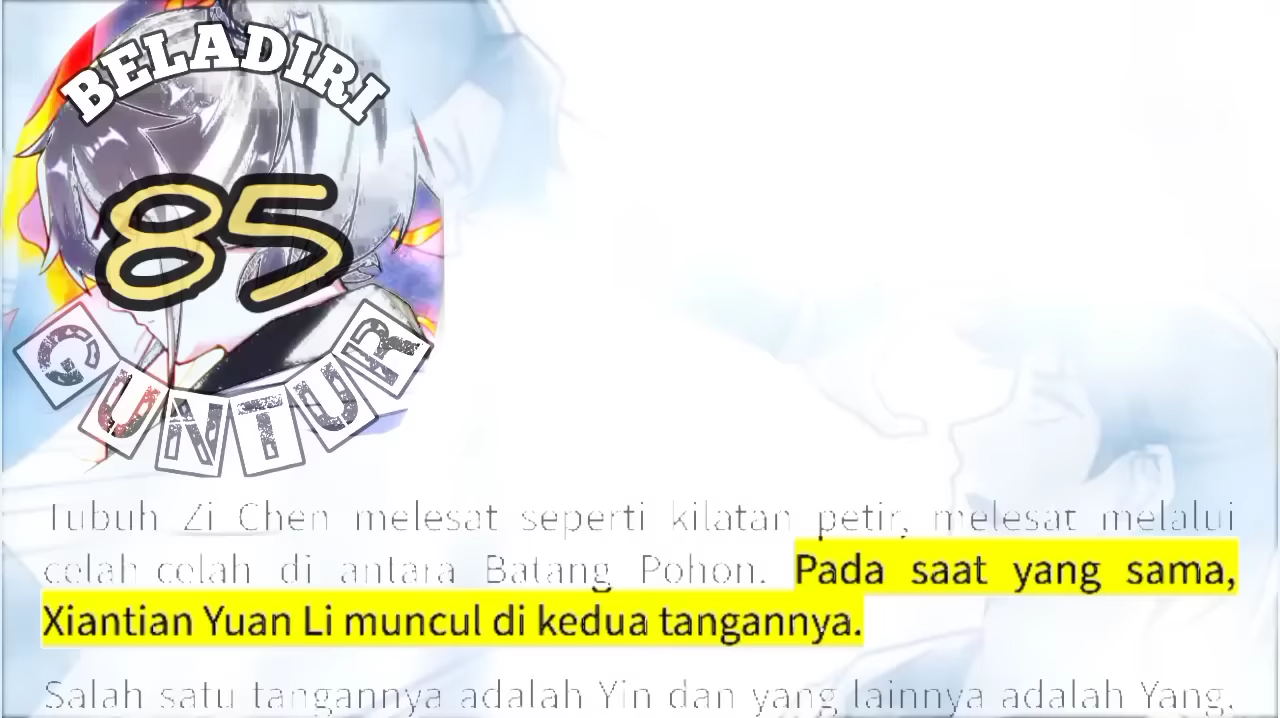 BELADIRI
85
GUNTUR
Tubuh Zi Chen melesat seperti kilatan petir, melesat melalui
celah-celah di antara Batang Pohon. Pada saat yang sama,
Xiantian Yuan Li muncul di kedua tangannya.
Salah satu tangannya adalah Yin dan yang lainnya adalah Yang,